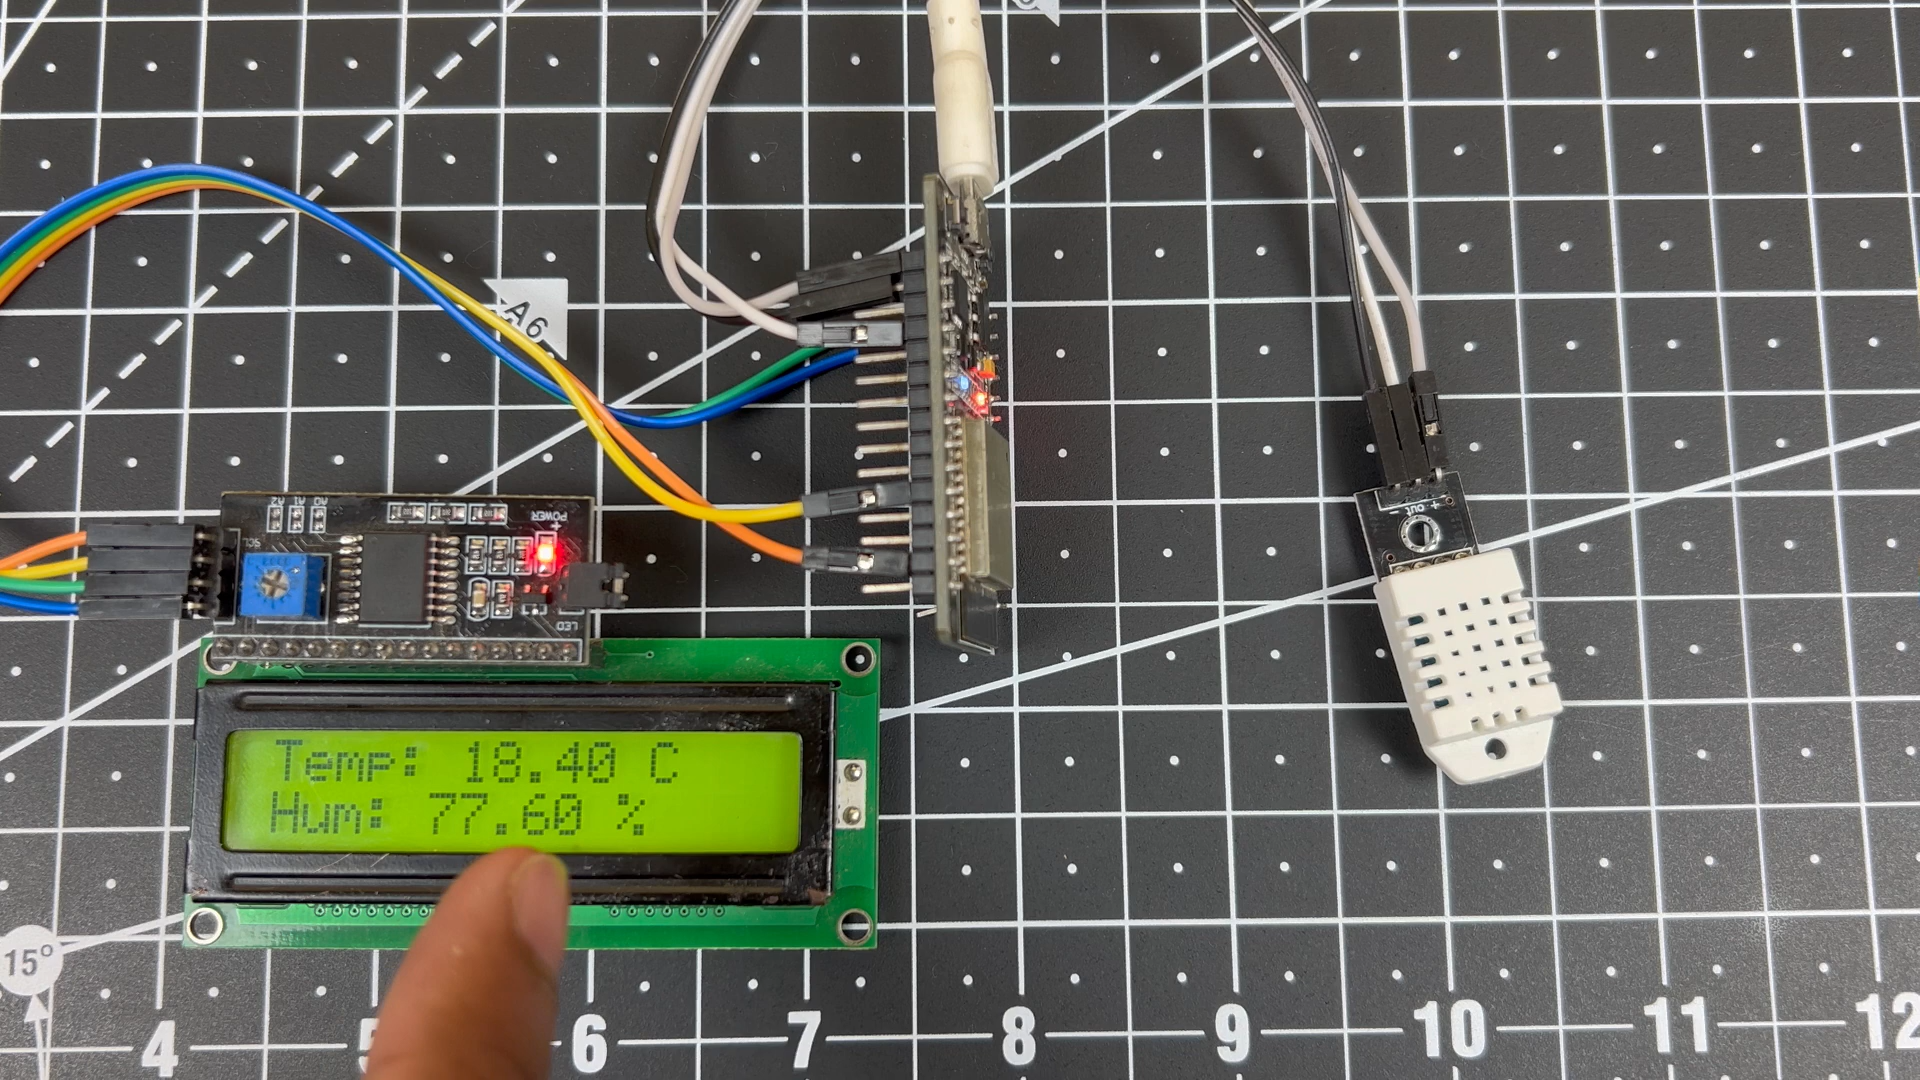 A6
A2 A1 A0
POWER
+
SCL
LED
- out +
Temp: 18.40 C
Hum: 77.60 %
15°
4 5 6 7 8 9 10 11 12